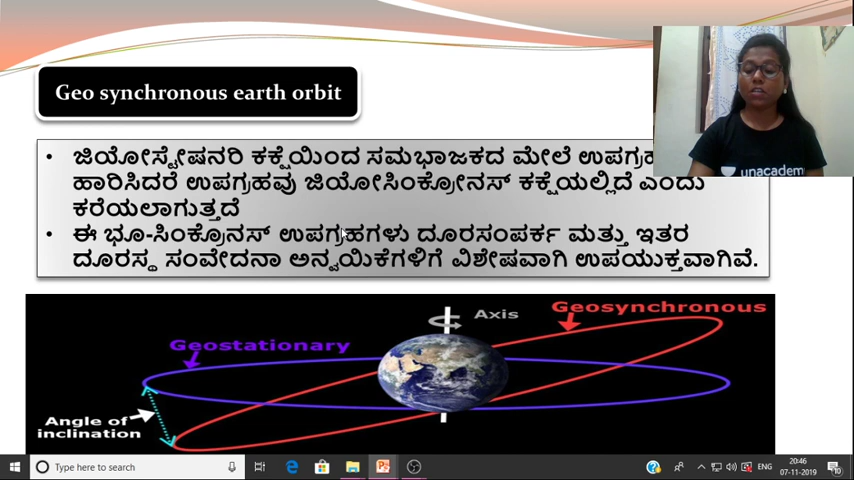 Geo synchronous earth orbit
• ಜಿಯೋಸ್ಟೇಷನರಿ ಕಕ್ಷೆಯಿಂದ ಸಮಭಾಜಕದ ಮೇಲೆ
ಹಾರಿಸಿದರೆ ಉಪಗ್ರಹವು ಜಿಯೋಸಿಂಕ್ರೋನಸ್ ಕಕ್ಷೆಯಲ್ಲಿದೆ ಎಂದು
ಕರೆಯಲಾಗುತ್ತದೆ
• ಈ ಭೂ-ಸಿಂಕ್ರೊನಸ್ ಉಪಗ್ರಹಗಳು ದೂರಸಂಪರ್ಕ ಮತ್ತು ಇತರ
ದೂರಸ್ಥ ಸಂವೇದನಾ ಅನ್ವಯಿಕೆಗಳಿಗೆ ವಿಶೇಷವಾಗಿ ಉಪಯುಕ್ತವಾಗಿವೆ.
unacadem
Geosynchronous
Axis
Geostationary
Angle of
inclination
Type here to search
ENG
20:46
07-11-2019